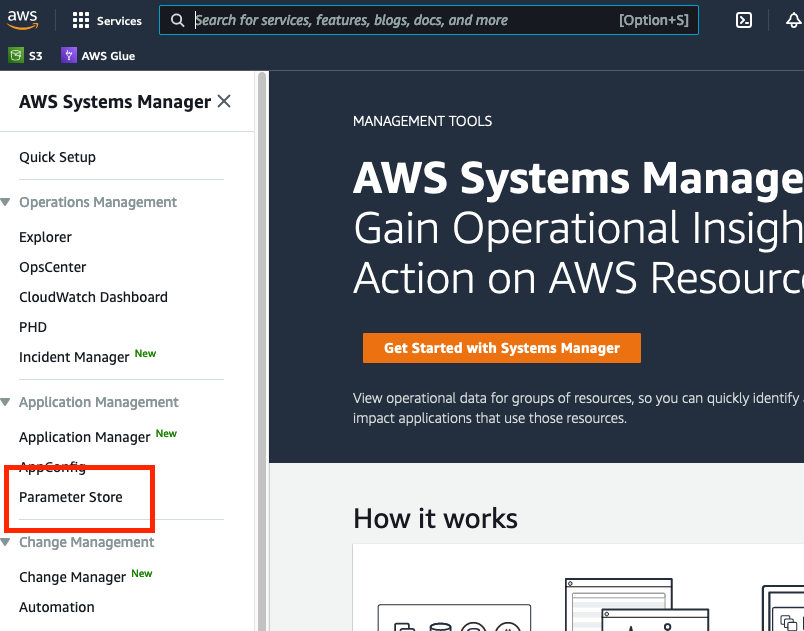 aws
Services
Search for services, features, blogs, docs, and more
[Option+S]
S3
AWS Glue
AWS Systems Manager
Quick Setup
Operations Management
Explorer
OpsCenter
CloudWatch Dashboard
PHD
Incident Manager New
Application Management
Application Manager New
AppConfig
Parameter Store
Change Management
Change Manager New
Automation
MANAGEMENT TOOLS
AWS Systems Manage
Gain Operational Insigh
Action on AWS Resourc
Get Started with Systems Manager
View operational data for groups of resources, so you can quickly identify
impact applications that use those resources.
How it works